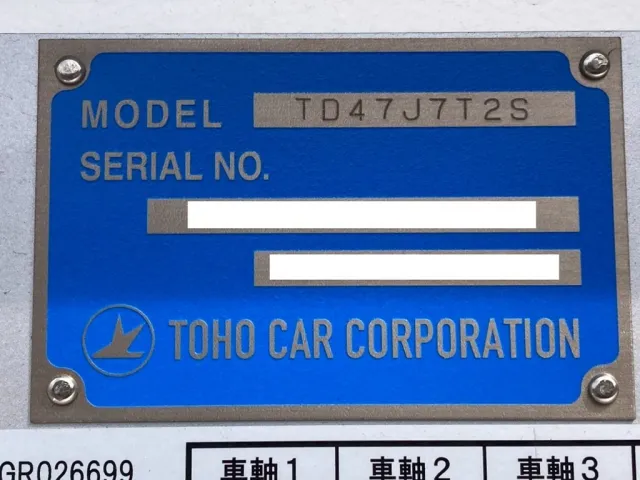 MODEL TD47J7T2S
SERIAL NO.
TOHO CAR CORPORATION
GR026699 車軸1 車軸2 車軸3